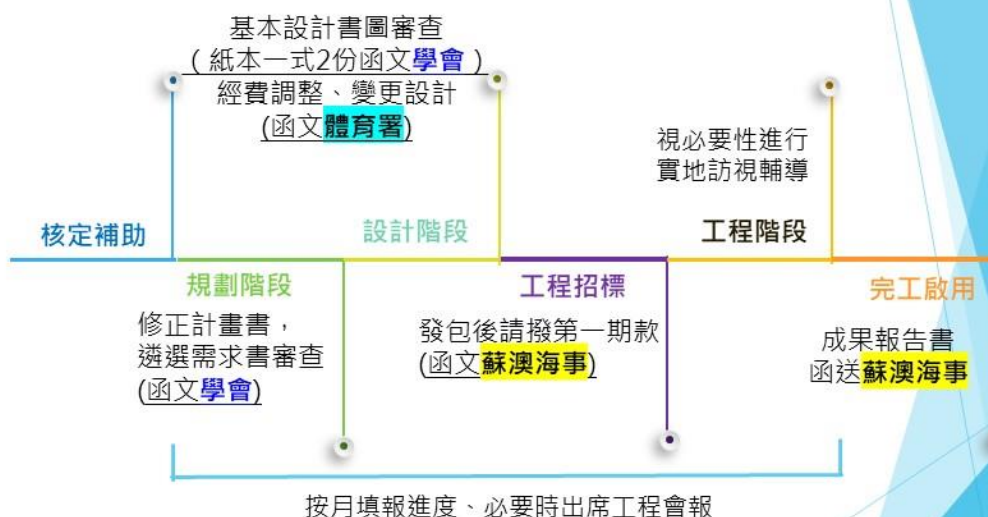 基本設計書圖審查
(紙本一式2份函文學會)
經費調整、變更設計
(函文體育署)
視必要性進行
實地訪視輔導
核定補助
設計階段
工程階段
規劃階段
工程招標
完工啟用
修正計畫書，
遴選需求書審查
(函文學會)
發包後請撥第一期款
(函文蘇澳海事)
成果報告書
函送蘇澳海事
按月填報進度、必要時出席工程會報